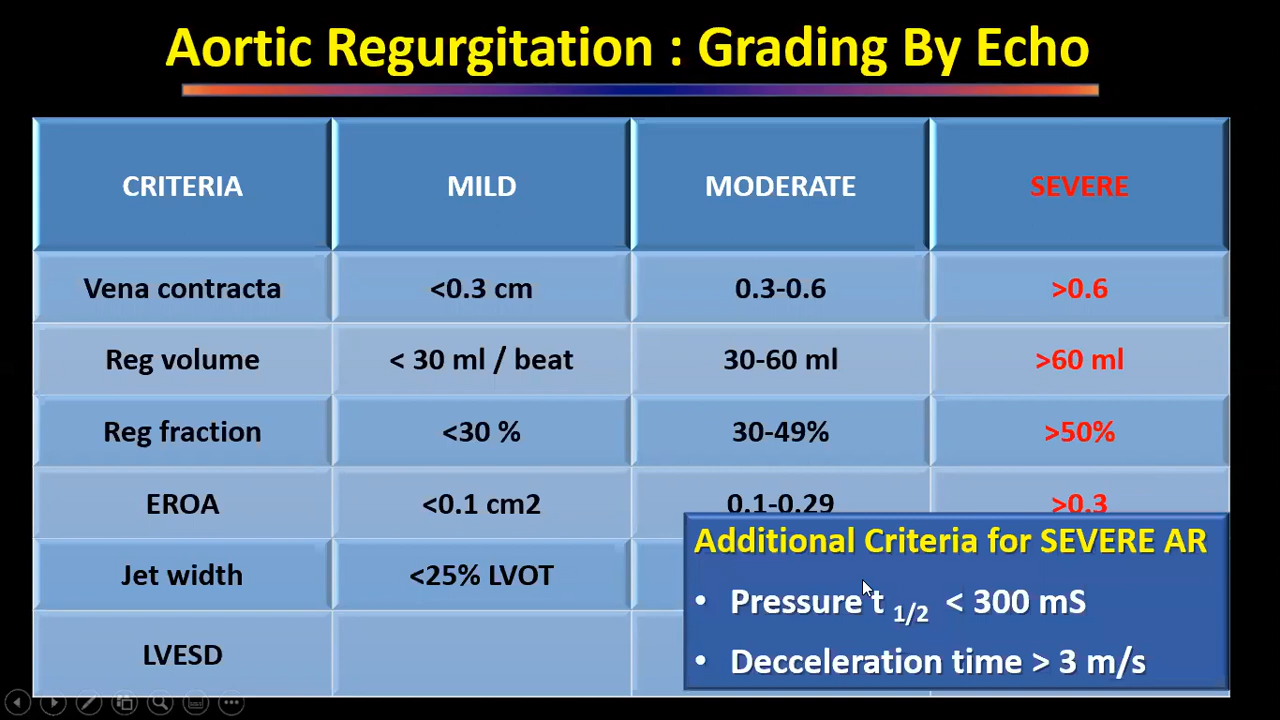 Aortic Regurgitation : Grading By Echo
CRITERIA MILD MODERATE SEVERE
Vena contracta <0.3 cm 0.3-0.6 >0.6
Reg volume < 30 ml / beat 30-60 ml >60 ml
Reg fraction <30 % 30-49% >50%
EROA <0.1 cm2 0.1-0.29 >0.3
Jet width <25% LVOT
LVESD
Additional Criteria for SEVERE AR
• Pressure t 1/2 < 300 mS
• Decceleration time > 3 m/s